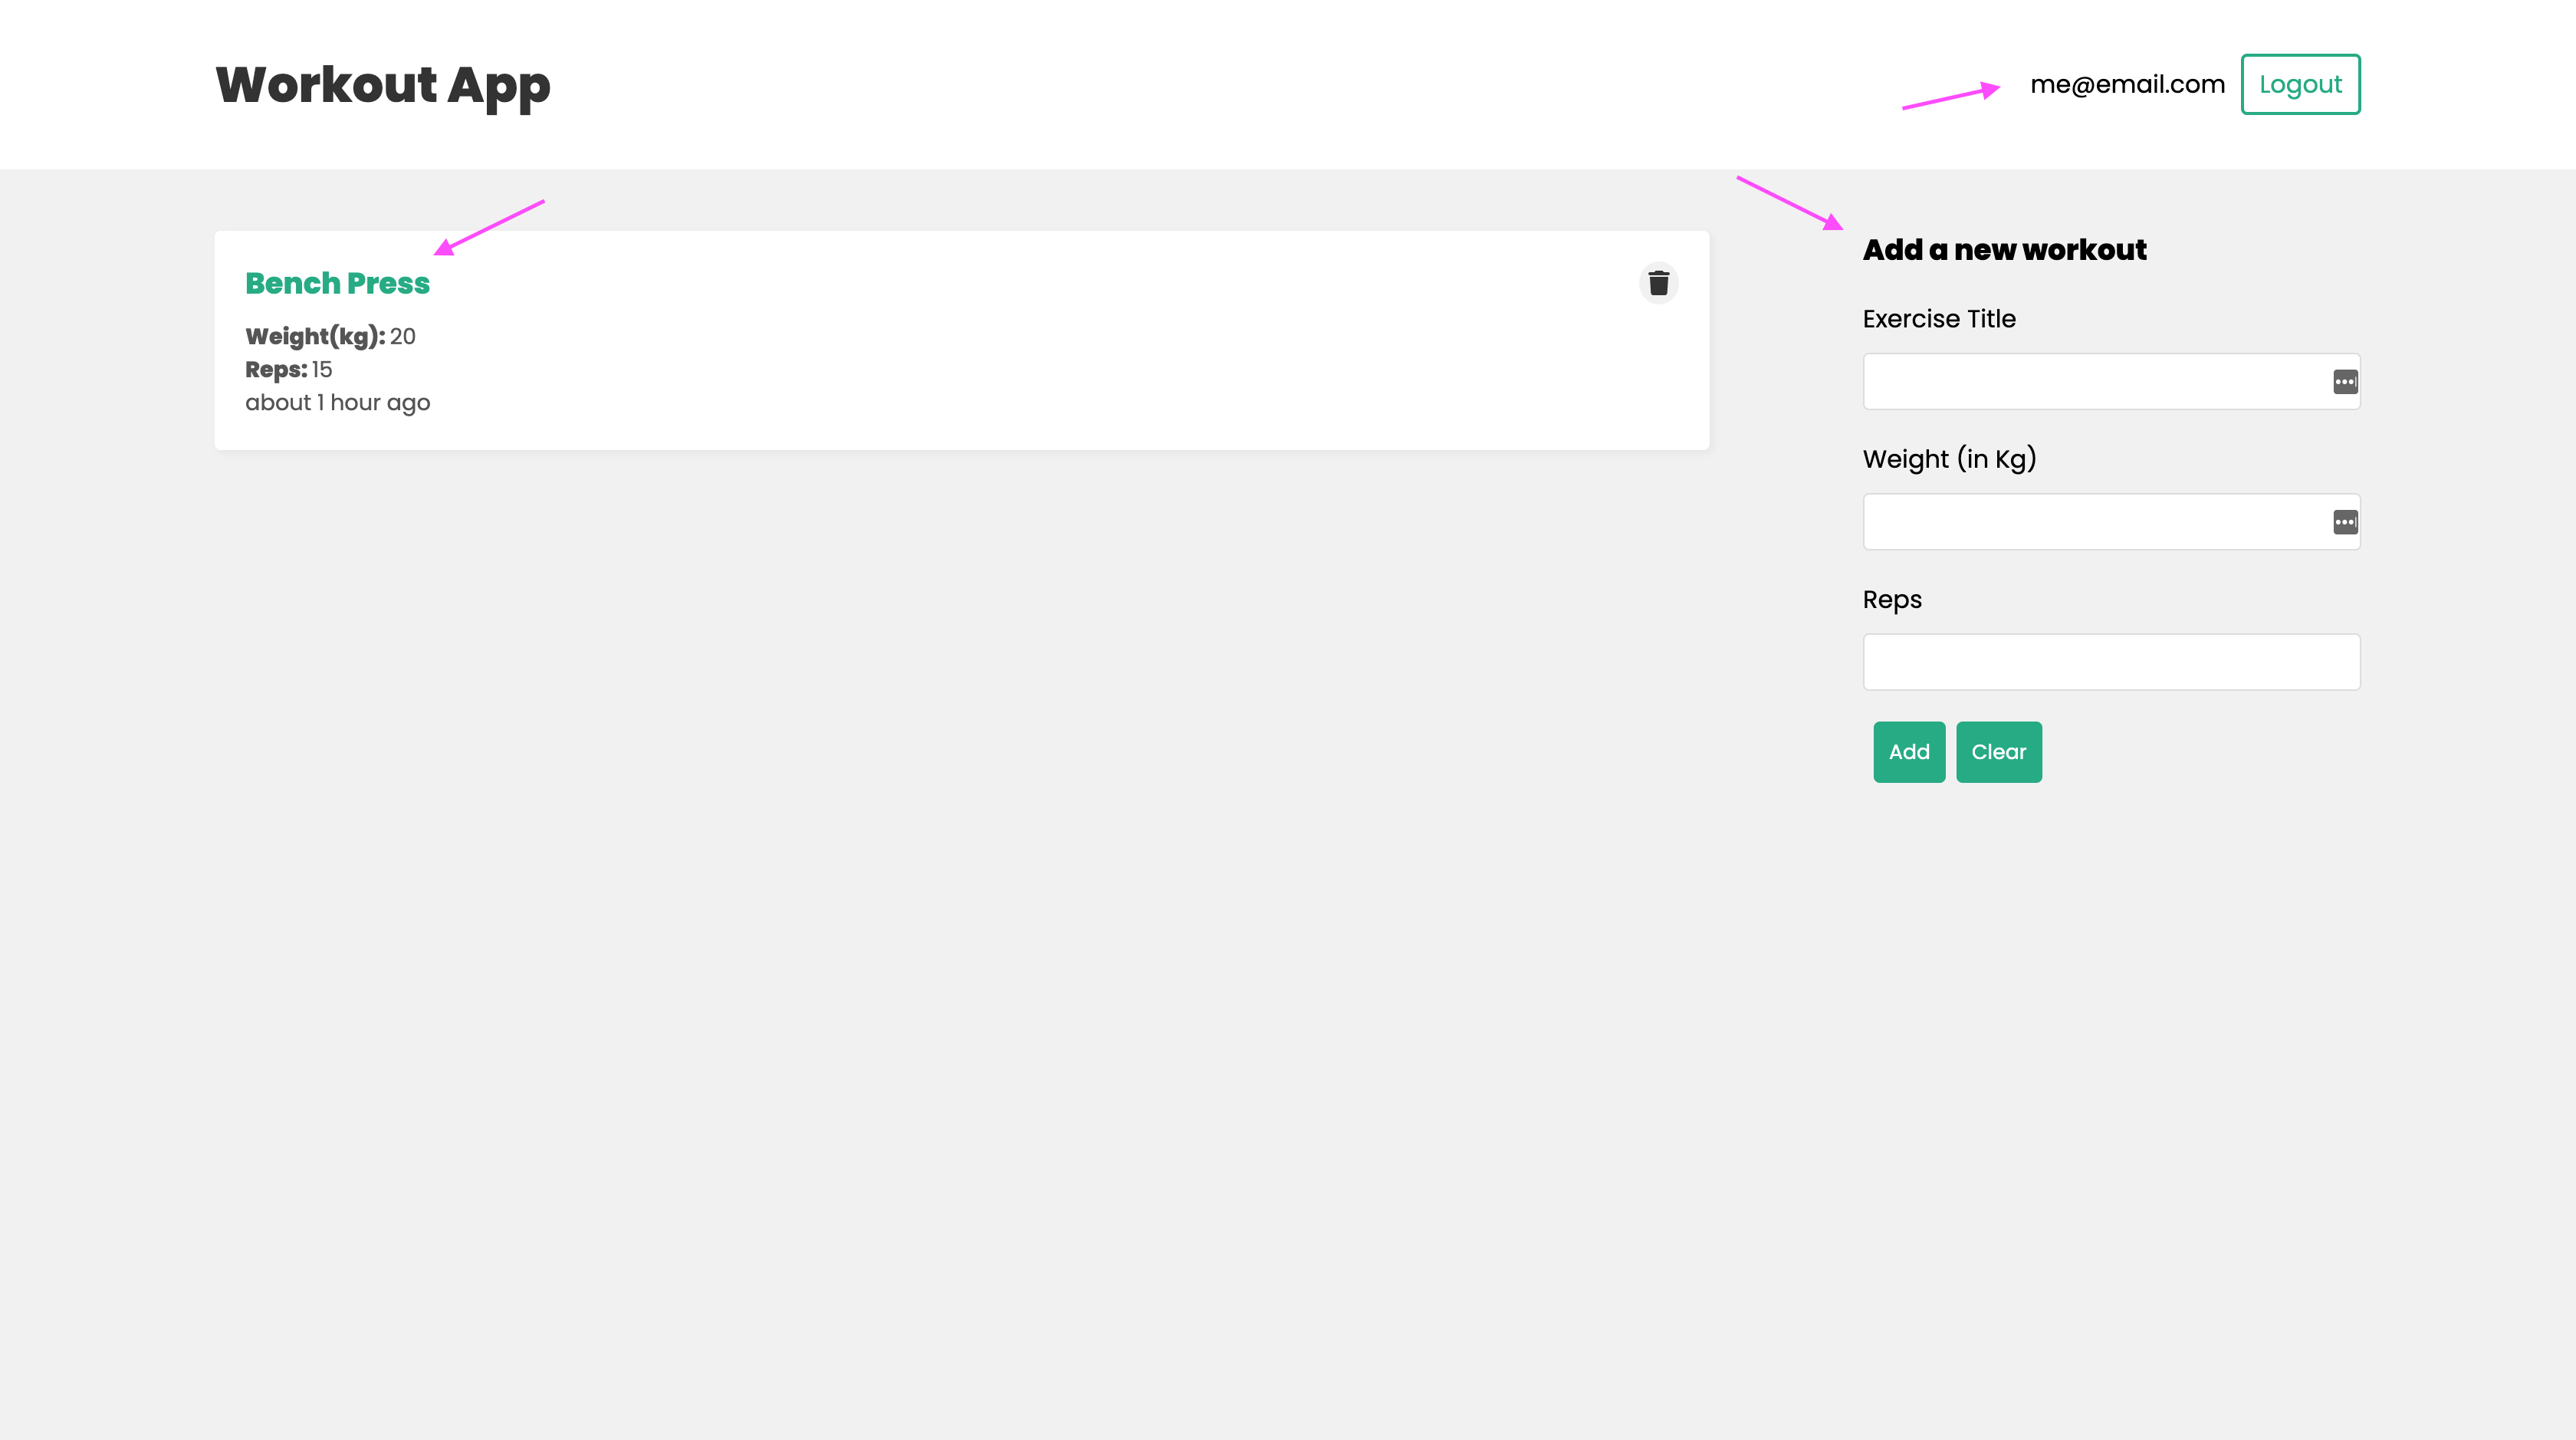 Workout App
me@email.com
Logout
Bench Press
Weight(kg): 20
Reps: 15
about 1 hour ago
Add a new workout
Exercise Title
Weight (in Kg)
Reps
Add
Clear